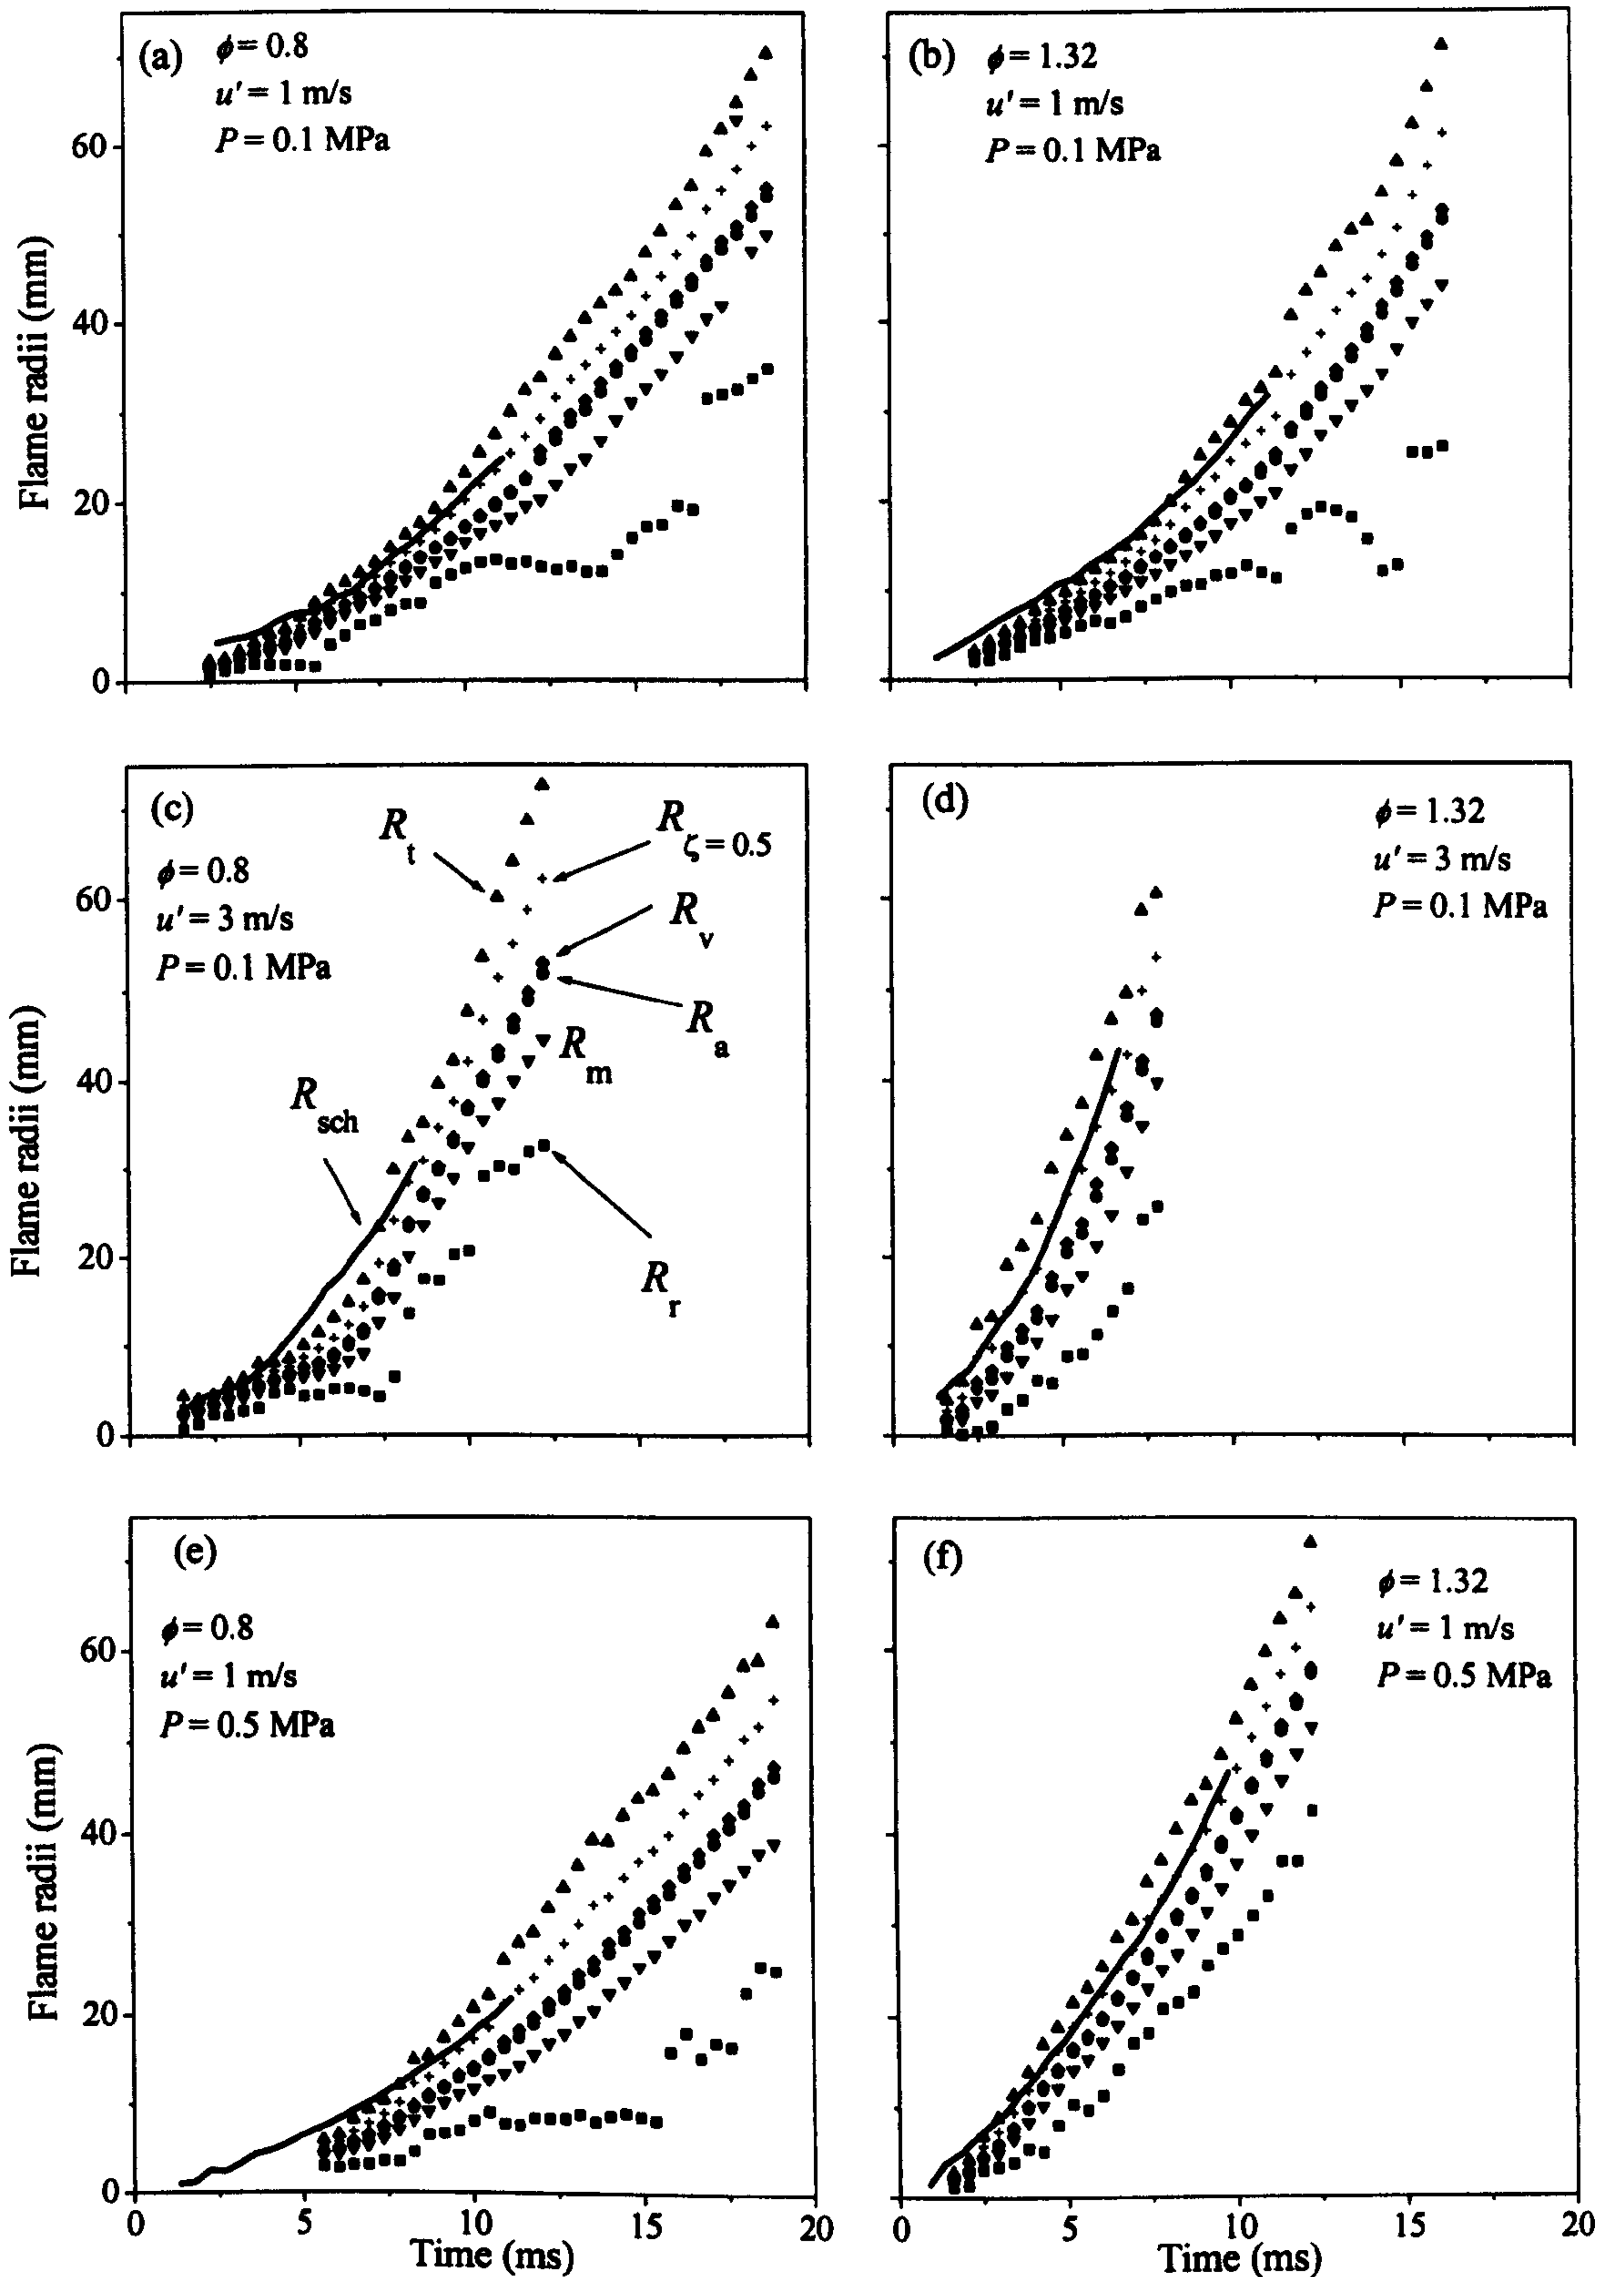 (a)
ϕ = 0.8
u' = 1 m/s
P = 0.1 MPa
(b)
ϕ = 1.32
u' = 1 m/s
P = 0.1 MPa
Flame radii (mm)
60
40
20
0
(c)
ϕ = 0.8
u' = 3 m/s
P = 0.1 MPa
R_t
R_ζ = 0.5
R_v
R_a
R_m
R_sch
R_r
(d)
ϕ = 1.32
u' = 3 m/s
P = 0.1 MPa
Flame radii (mm)
60
40
20
0
(e)
ϕ = 0.8
u' = 1 m/s
P = 0.5 MPa
(f)
ϕ = 1.32
u' = 1 m/s
P = 0.5 MPa
Flame radii (mm)
60
40
20
0
0 5 10 15 20
Time (ms)
0 5 10 15 20
Time (ms)